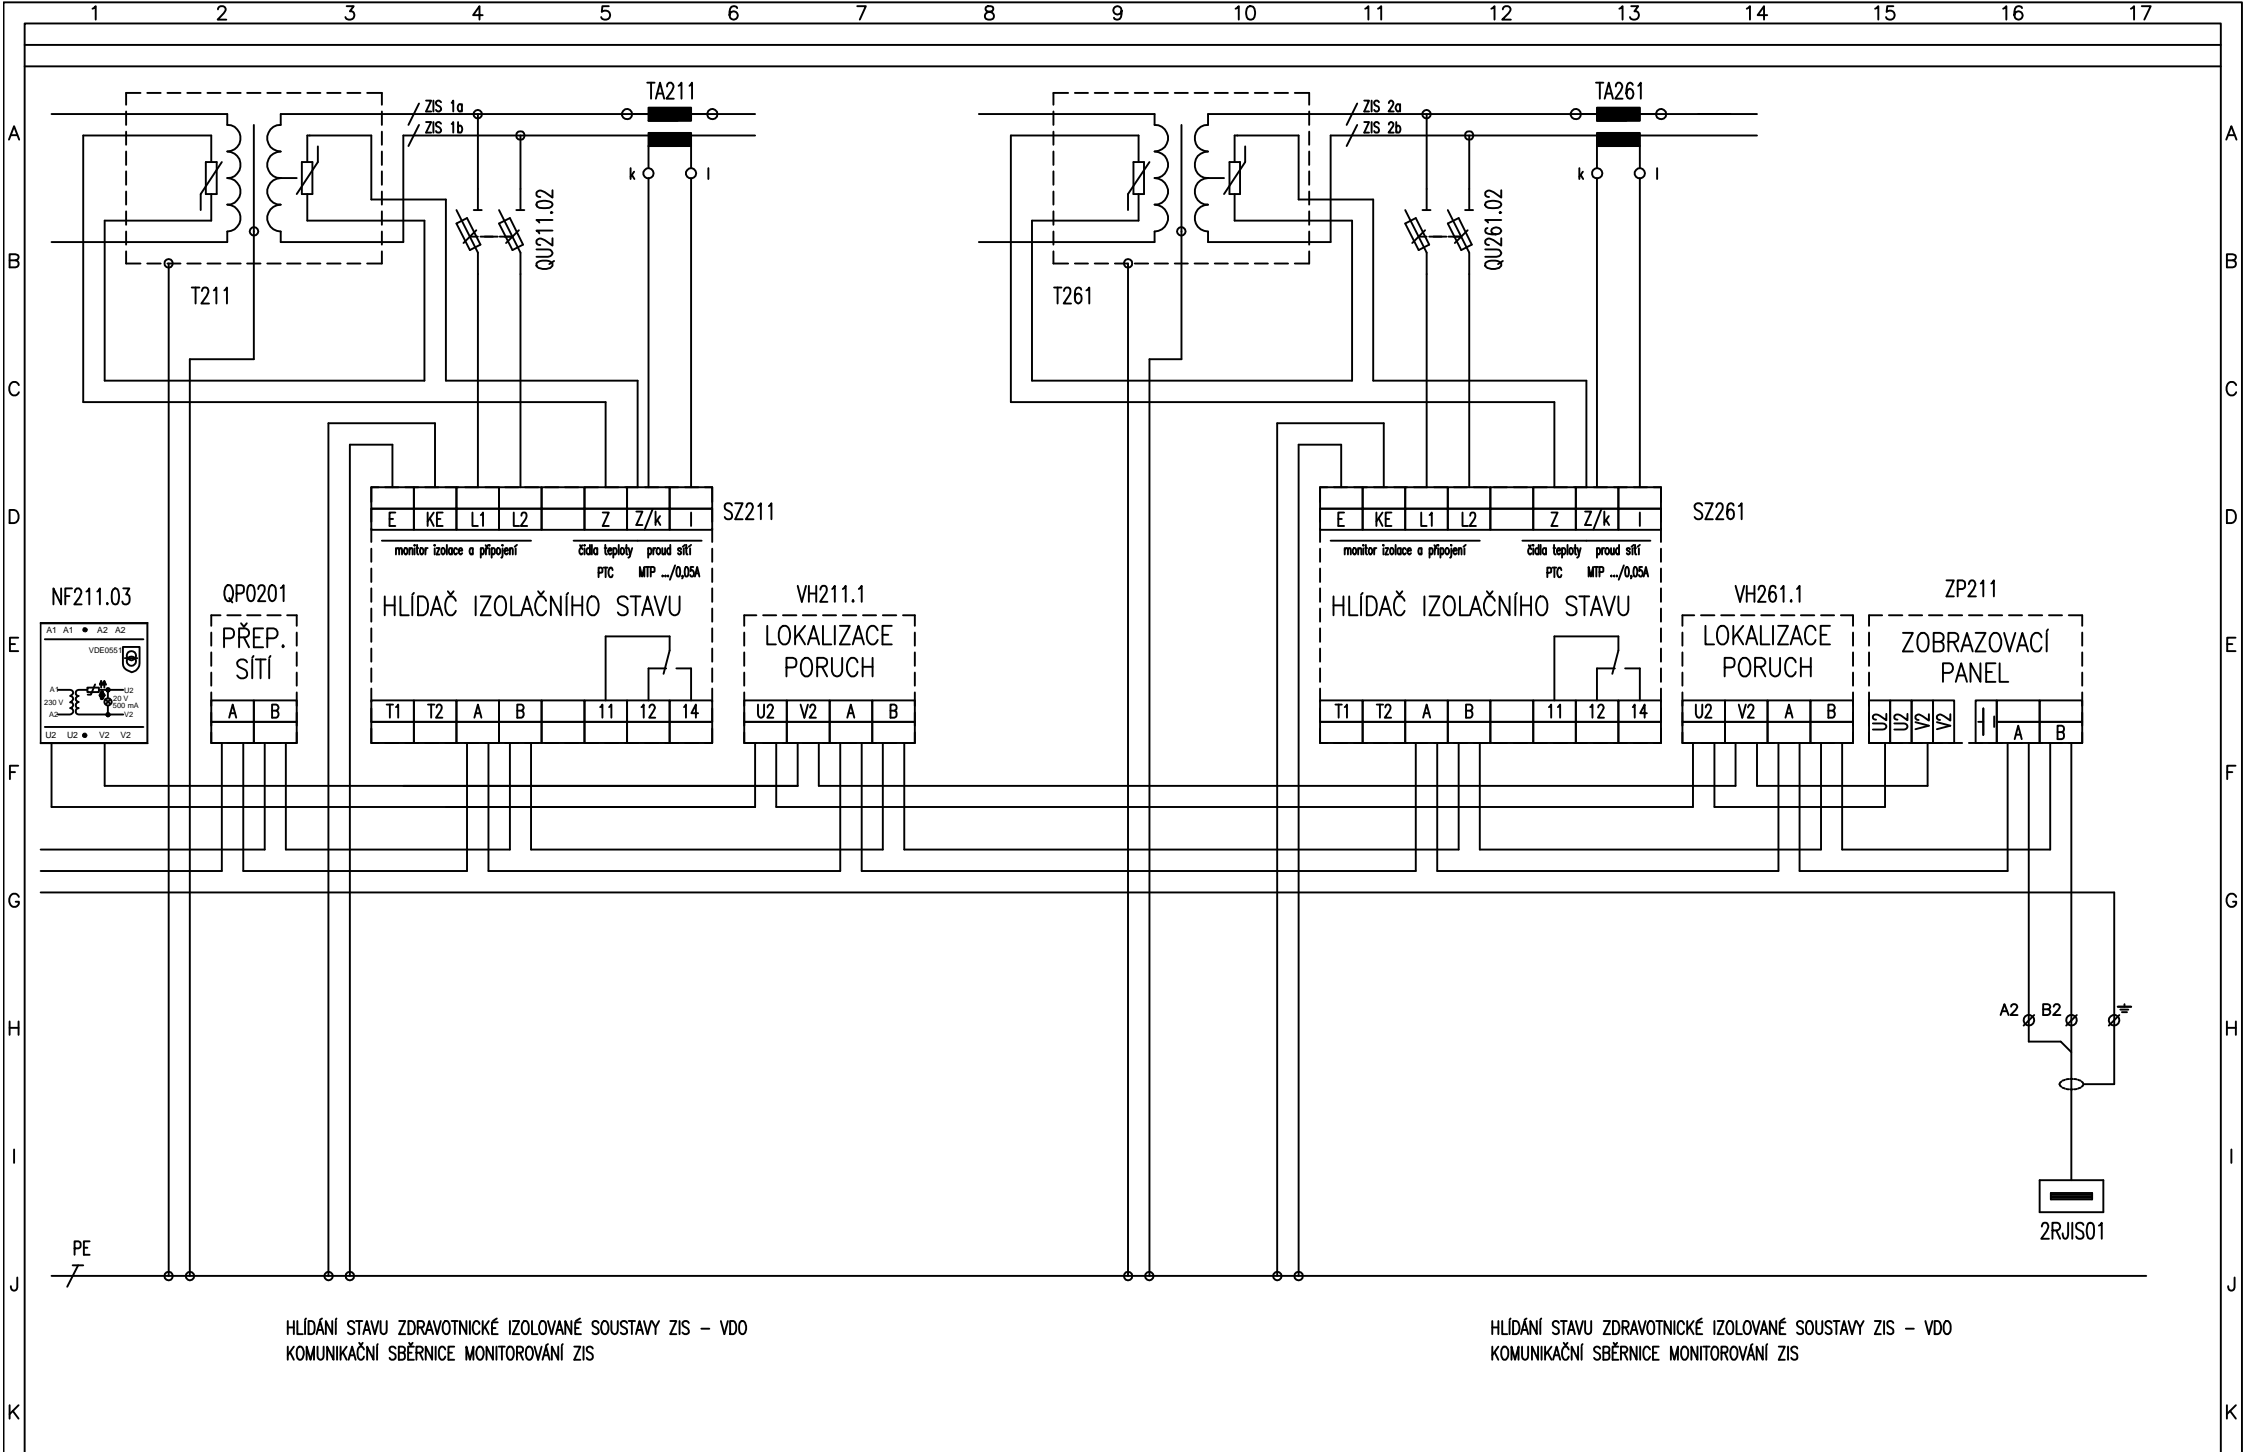 1 2 3 4 5 6 7 8 9 10 11 12 13 14 15 16 17
A A
B B
C C
D D
E E
F F
G G
H H
I I
J J
K K
TA211
ZIS 1a
ZIS 1b
k l
QU211.02
T211
TA261
ZIS 2a
ZIS 2b
k l
QU261.02
T261
E KE L1 L2 Z Z/k l
SZ211
monitor izolace a připojení čidla teploty proud sítí
PTC MTP .../0,05A
HLÍDAČ IZOLAČNÍHO STAVU
T1 T2 A B 11 12 14
E KE L1 L2 Z Z/k l
SZ261
monitor izolace a připojení čidla teploty proud sítí
PTC MTP .../0,05A
HLÍDAČ IZOLAČNÍHO STAVU
T1 T2 A B 11 12 14
NF211.03
A1 A1 A2 A2
VDE0551
A1 U2
230 V 20 V
500 mA
A2 V2
U2 U2 V2 V2
QP0201
PŘEP.
SÍTÍ
A B
VH211.1
LOKALIZACE
PORUCH
U2 V2 A B
VH261.1
LOKALIZACE
PORUCH
U2 V2 A B
ZP211
ZOBRAZOVACÍ
PANEL
U2 U2 V2 V2 A B
A2 B2
2RJIS01
PE
HLÍDÁNÍ STAVU ZDRAVOTNICKÉ IZOLOVANÉ SOUSTAVY ZIS – VDO
KOMUNIKAČNÍ SBĚRNICE MONITOROVÁNÍ ZIS
HLÍDÁNÍ STAVU ZDRAVOTNICKÉ IZOLOVANÉ SOUSTAVY ZIS – VDO
KOMUNIKAČNÍ SBĚRNICE MONITOROVÁNÍ ZIS